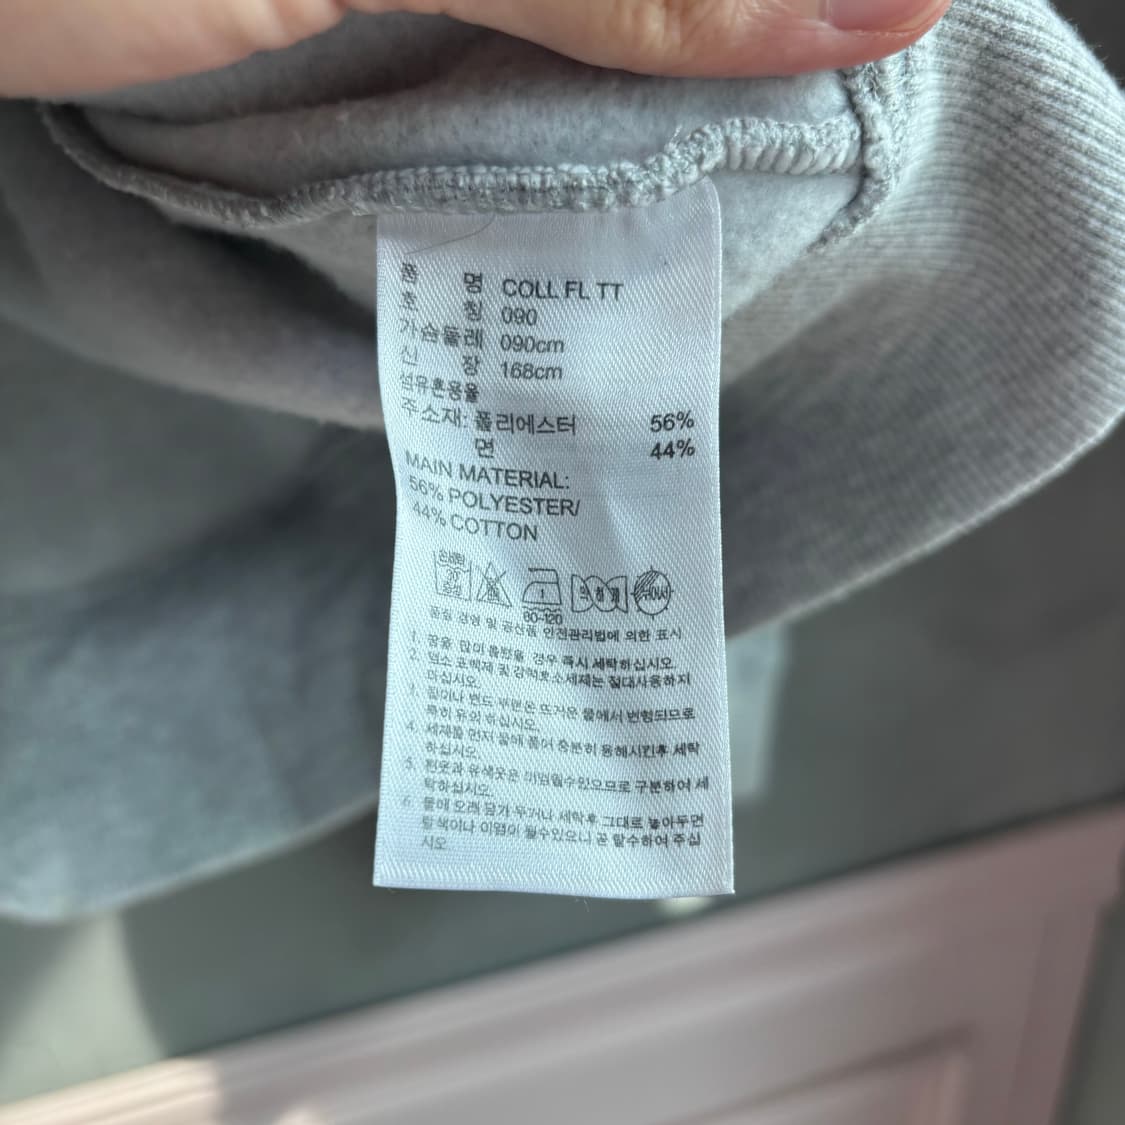 품 명 COLL FL TT
호 칭 090
가슴둘레 090cm
신 장 168cm
섬유혼용율
주소재: 폴리에스터 56%
면 44%
MAIN MATERIAL:
56% POLYESTER/
44% COTTON
80~120
품질 경영 및 공산품 안전관리법에 의한 표시
1. 땀을 많이 흡렸을 경우 즉시 세탁하십시오.
2. 염소 표백제 및 강력효소세제는 절대사용하지
마십시오.
3. 밴드 부분은 뜨거운 물에서 변형되므로
특히 유의 하십시오.
4. 세제를 먼저 물에 풀어 충분히 용해시킨후 세탁
하십시오.
5. 흰옷과 유색옷은 이염될수있으므로 구분하여 세
탁하십시오.
6. 물에 오래 담가 두거나 세탁후 그대로 놓아두면
탈색이나 이염이 될수있으니 곧 탈수하여 주십
시오